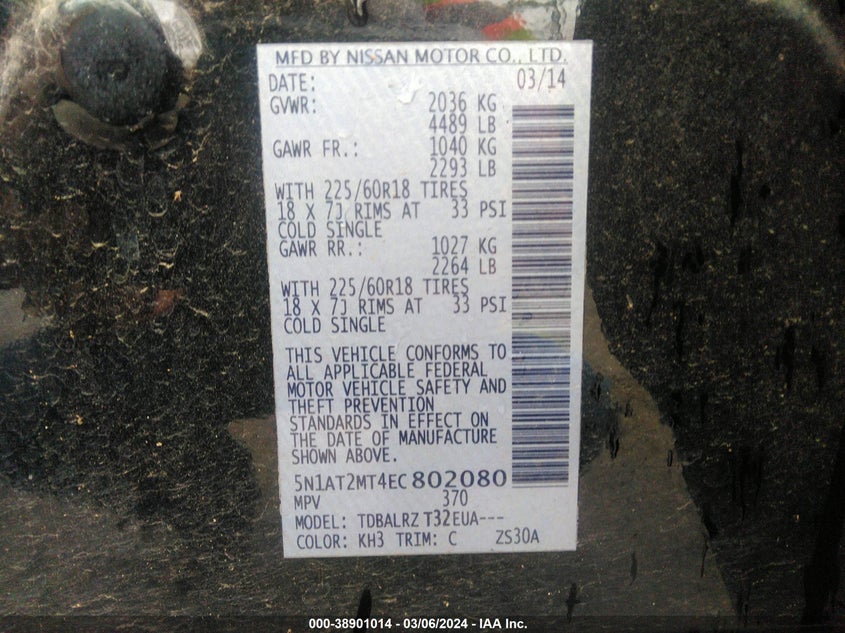 MFD BY NISSAN MOTOR CO., LTD.
DATE: 03/14
GVWR: 2036 KG
4489 LB
GAWR FR.: 1040 KG
2293 LB
WITH 225/60R18 TIRES
18 X 7J RIMS AT 33 PSI
COLD SINGLE
GAWR RR.: 1027 KG
2264 LB
WITH 225/60R18 TIRES
18 X 7J RIMS AT 33 PSI
COLD SINGLE
THIS VEHICLE CONFORMS TO
ALL APPLICABLE FEDERAL
MOTOR VEHICLE SAFETY AND
THEFT PREVENTION
STANDARDS IN EFFECT ON
THE DATE OF MANUFACTURE
SHOWN ABOVE.
5N1AT2MT4EC802080
MPV 370
MODEL: TDBALRZ T32EUA---
COLOR: KH3 TRIM: C ZS30A
000-38901014 - 03/06/2024 - IAA Inc.